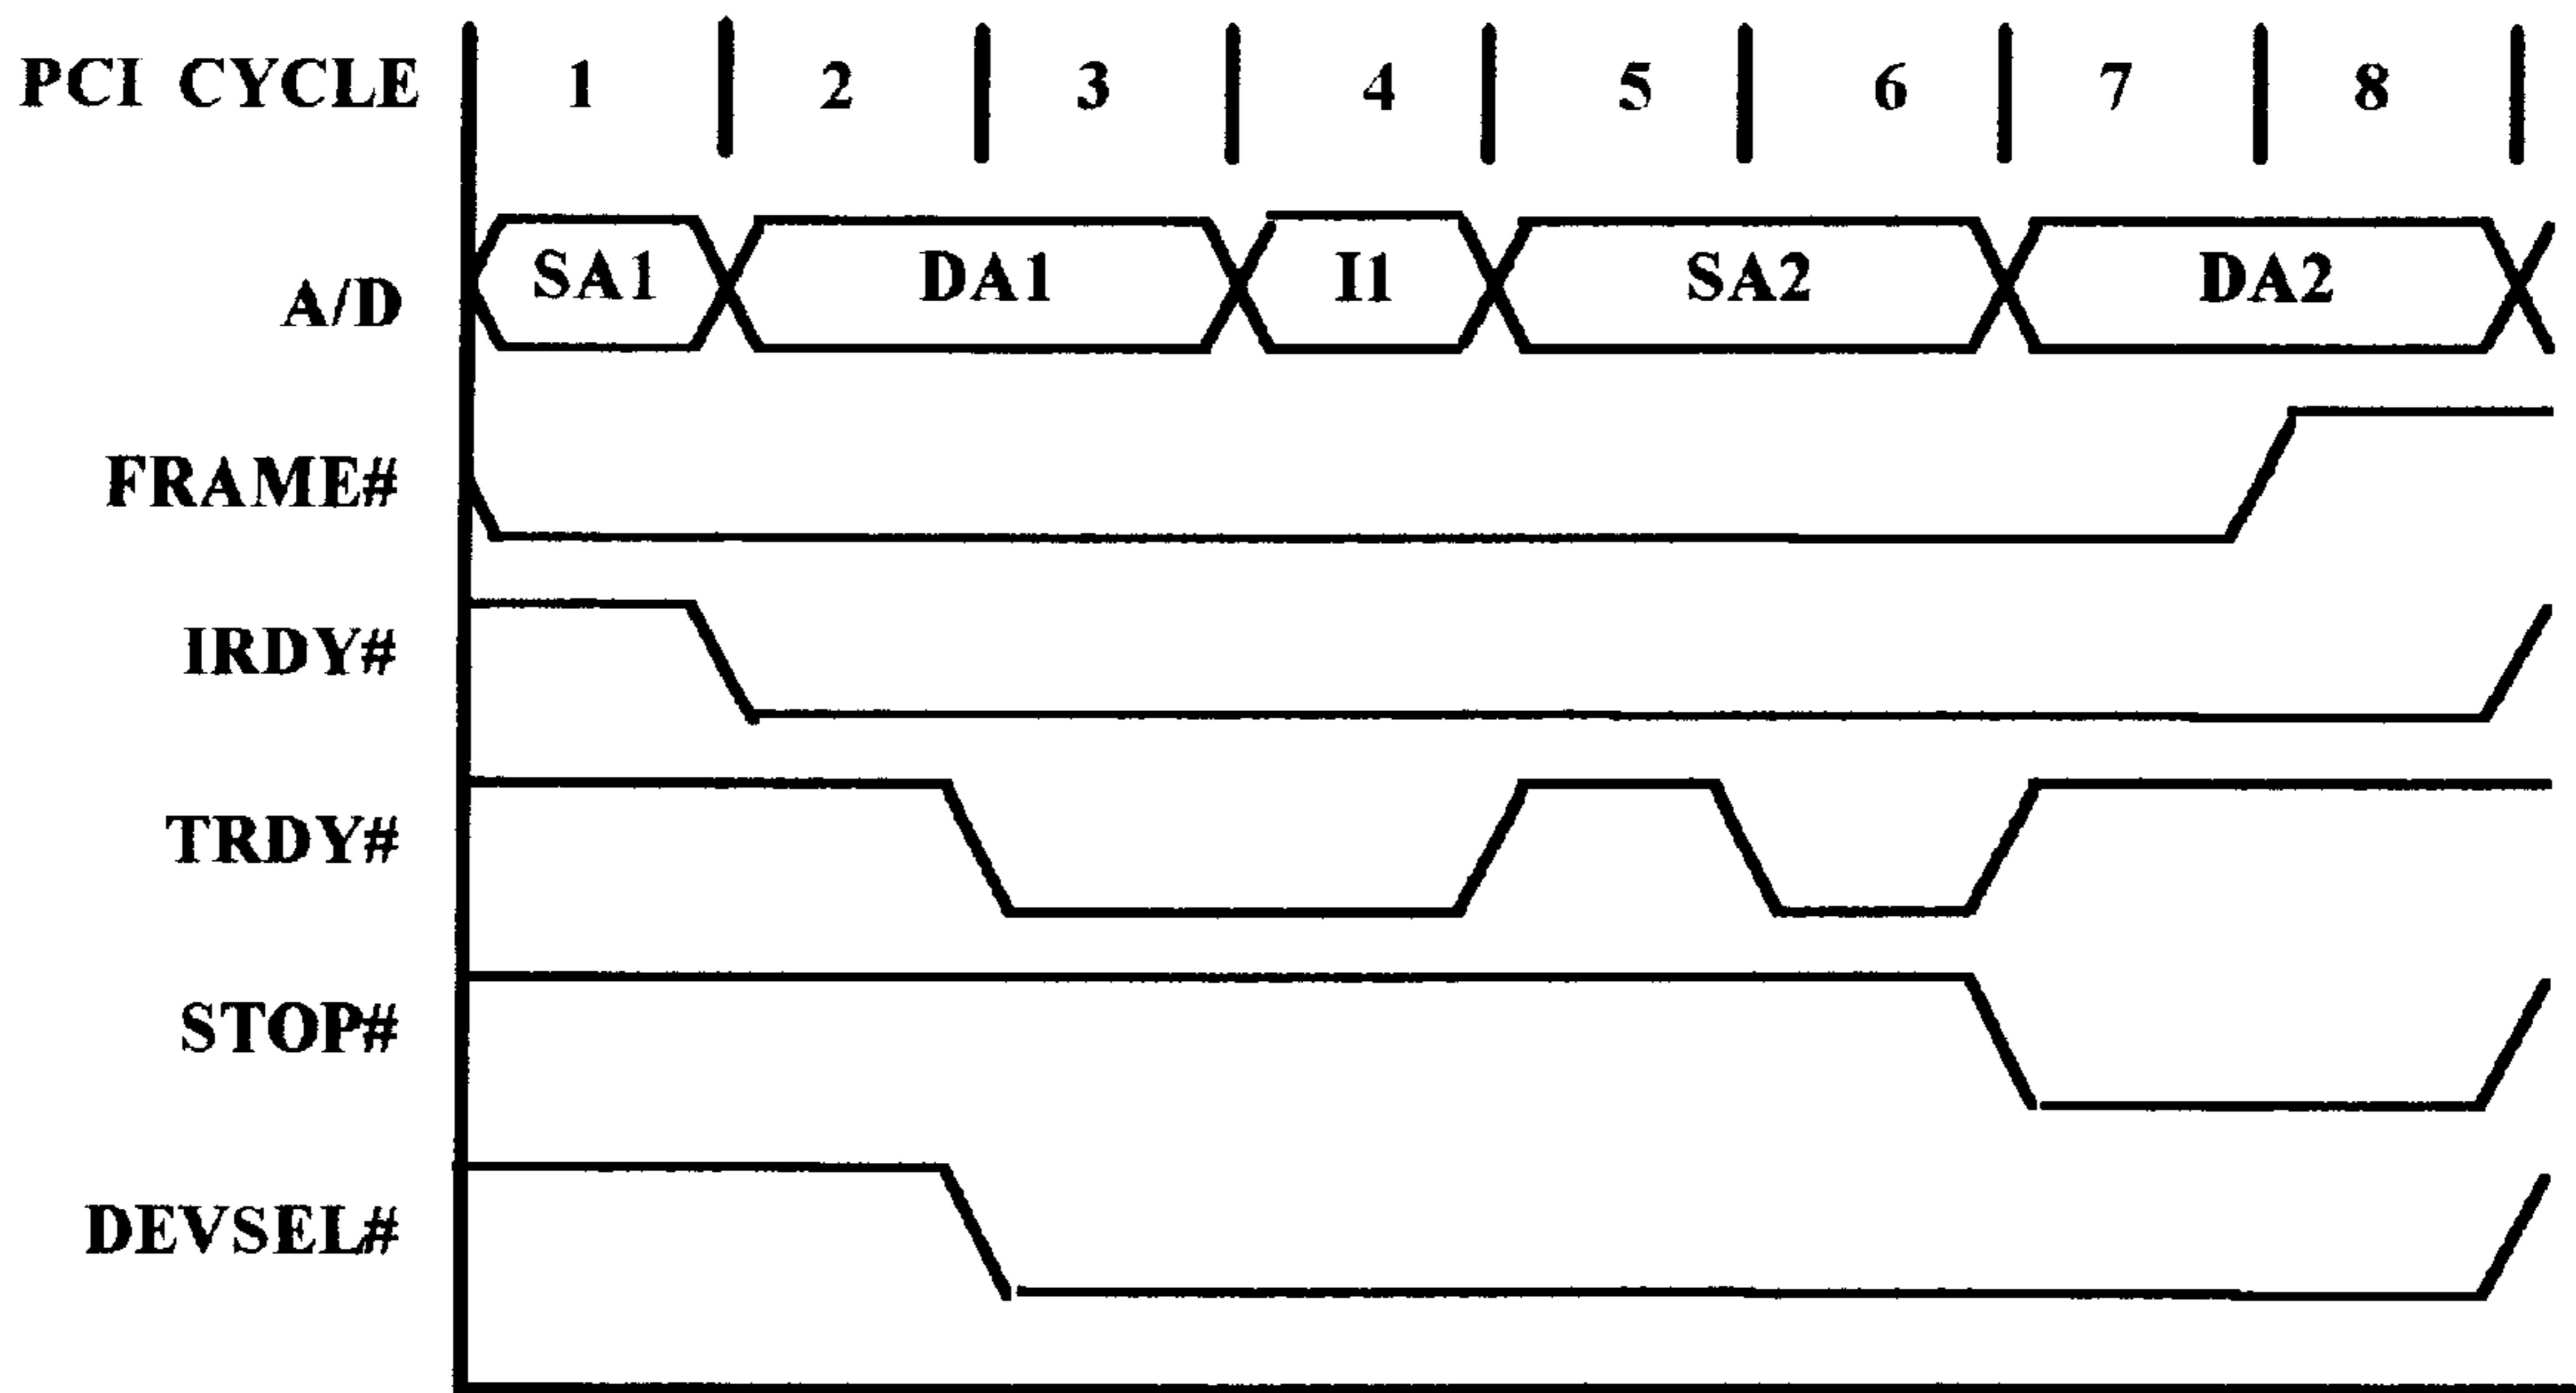 PCI CYCLE 1 2 3 4 5 6 7 8
A/D SA1 DA1 I1 SA2 DA2
FRAME#
IRDY#
TRDY#
STOP#
DEVSEL#